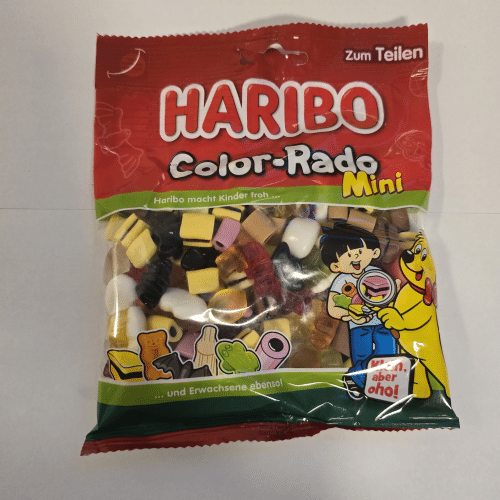 Zum Teilen
HARIBO
Color-Rado
Mini
Haribo macht Kinder froh ...
Klein,
aber
oho!
... und Erwachsene ebenso!